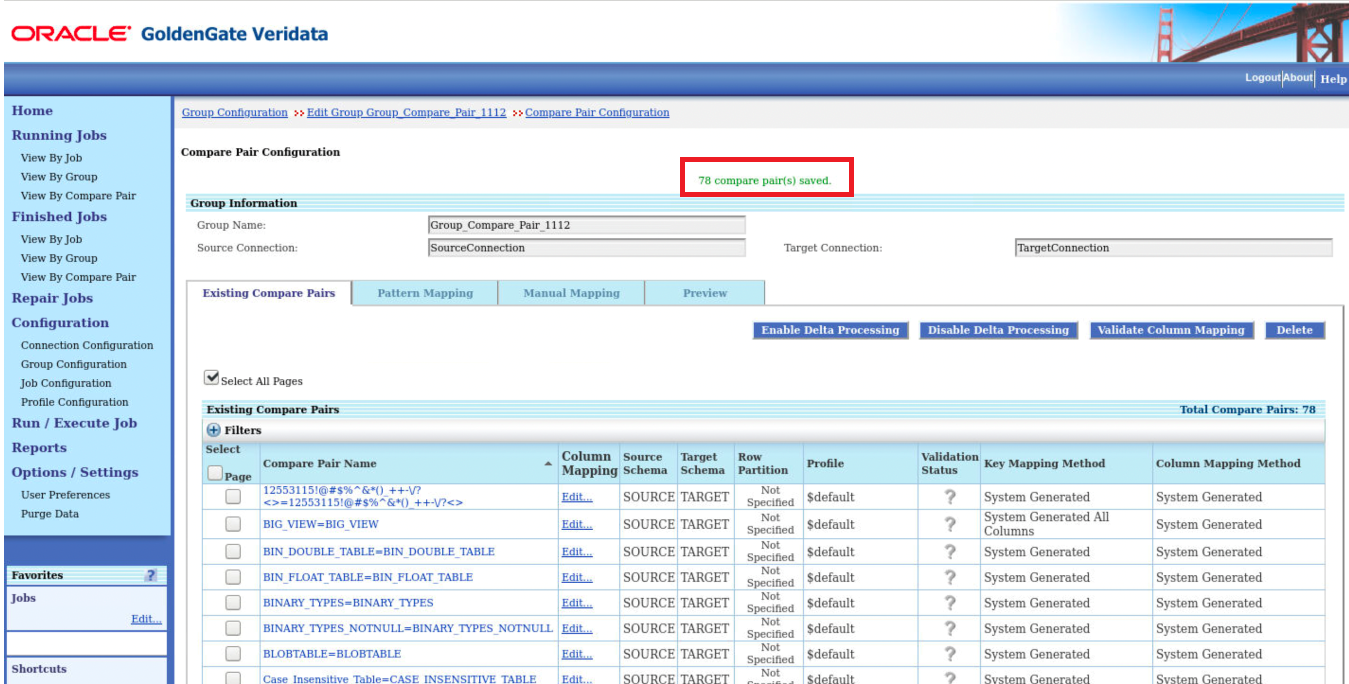 ORACLE® GoldenGate Veridata
Logout About Help
Home
Running Jobs
View By Job
View By Group
View By Compare Pair
Finished Jobs
View By Job
View By Group
View By Compare Pair
Repair Jobs
Configuration
Connection Configuration
Group Configuration
Job Configuration
Profile Configuration
Run / Execute Job
Reports
Options / Settings
User Preferences
Purge Data
Favorites ?
Jobs
Edit...
Shortcuts
Group Configuration >> Edit Group Group_Compare_Pair_1112 >> Compare Pair Configuration
Compare Pair Configuration
78 compare pair(s) saved.
Group Information
Group Name: Group_Compare_Pair_1112
Source Connection: SourceConnection Target Connection: TargetConnection
Existing Compare Pairs Pattern Mapping Manual Mapping Preview
Enable Delta Processing Disable Delta Processing Validate Column Mapping Delete
Select All Pages
Existing Compare Pairs Total Compare Pairs: 78
Filters
Select
Page
Compare Pair Name
Column
Mapping
Source
Schema
Target
Schema
Row
Partition
Profile
Validation
Status
Key Mapping Method
Column Mapping Method
12553115!@#$%^&*()_++-\/?
<>=12553115!@#$%^&*()_++-\/?<>
Edit... SOURCE TARGET
Not
Specified
$default ? System Generated System Generated
BIG_VIEW=BIG_VIEW Edit... SOURCE TARGET
Not
Specified
$default ?
System Generated All
Columns
System Generated
BIN_DOUBLE_TABLE=BIN_DOUBLE_TABLE Edit... SOURCE TARGET
Not
Specified
$default ? System Generated System Generated
BIN_FLOAT_TABLE=BIN_FLOAT_TABLE Edit... SOURCE TARGET
Not
Specified
$default ? System Generated System Generated
BINARY_TYPES=BINARY_TYPES Edit... SOURCE TARGET
Not
Specified
$default ? System Generated System Generated
BINARY_TYPES_NOTNULL=BINARY_TYPES_NOTNULL Edit... SOURCE TARGET
Not
Specified
$default ? System Generated System Generated
BLOBTABLE=BLOBTABLE Edit... SOURCE TARGET
Not
Specified
$default ? System Generated System Generated
Case_Insensitive_Table=CASE_INSENSITIVE_TABLE Edit... SOURCE TARGET
Not
Specified
$default ? System Generated System Generated